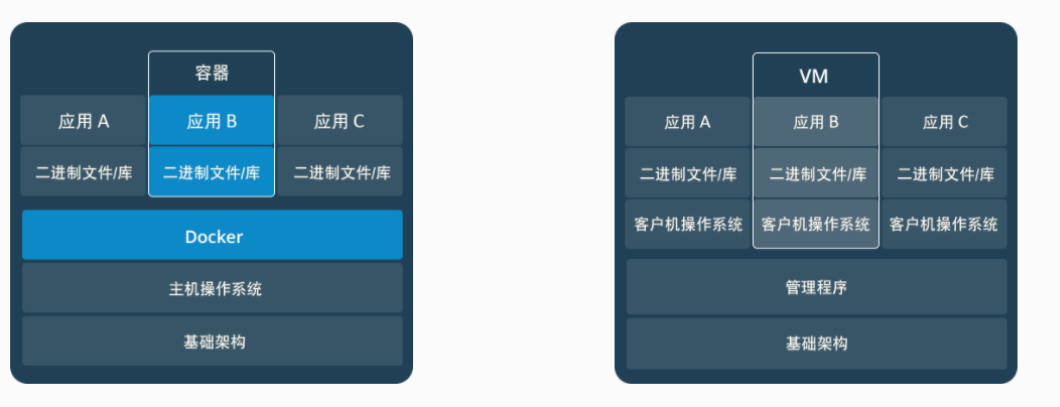 容器
应用 A
应用 B
应用 C
二进制文件/库
二进制文件/库
二进制文件/库
Docker
主机操作系统
基础架构
VM
应用 A
应用 B
应用 C
二进制文件/库
二进制文件/库
二进制文件/库
客户机操作系统
客户机操作系统
客户机操作系统
管理程序
基础架构